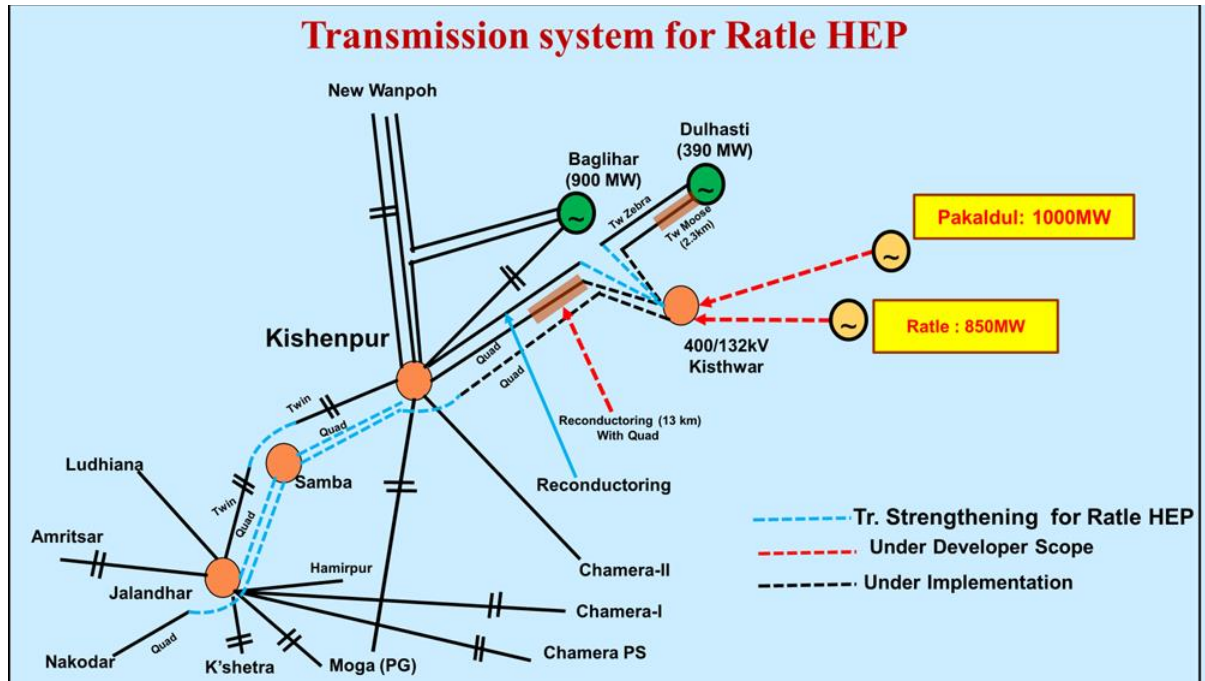 Transmission system for Ratle HEP
New Wanpoh
Baglihar
(900 MW)
Dulhasti
(390 MW)
Tw Zebra
Tw Moose
(2.3km)
Pakaldul: 1000MW
Ratle : 850MW
400/132kV
Kisthwar
Kishenpur
Quad
Quad
Twin
Quad
Reconductoring (13 km)
With Quad
Reconductoring
Samba
Ludhiana
Twin
Quad
Amritsar
Jalandhar
Hamirpur
Chamera-II
Chamera-I
Chamera PS
Nakodar
Quad
K'shetra
Moga (PG)
Tr. Strengthening for Ratle HEP
Under Developer Scope
Under Implementation